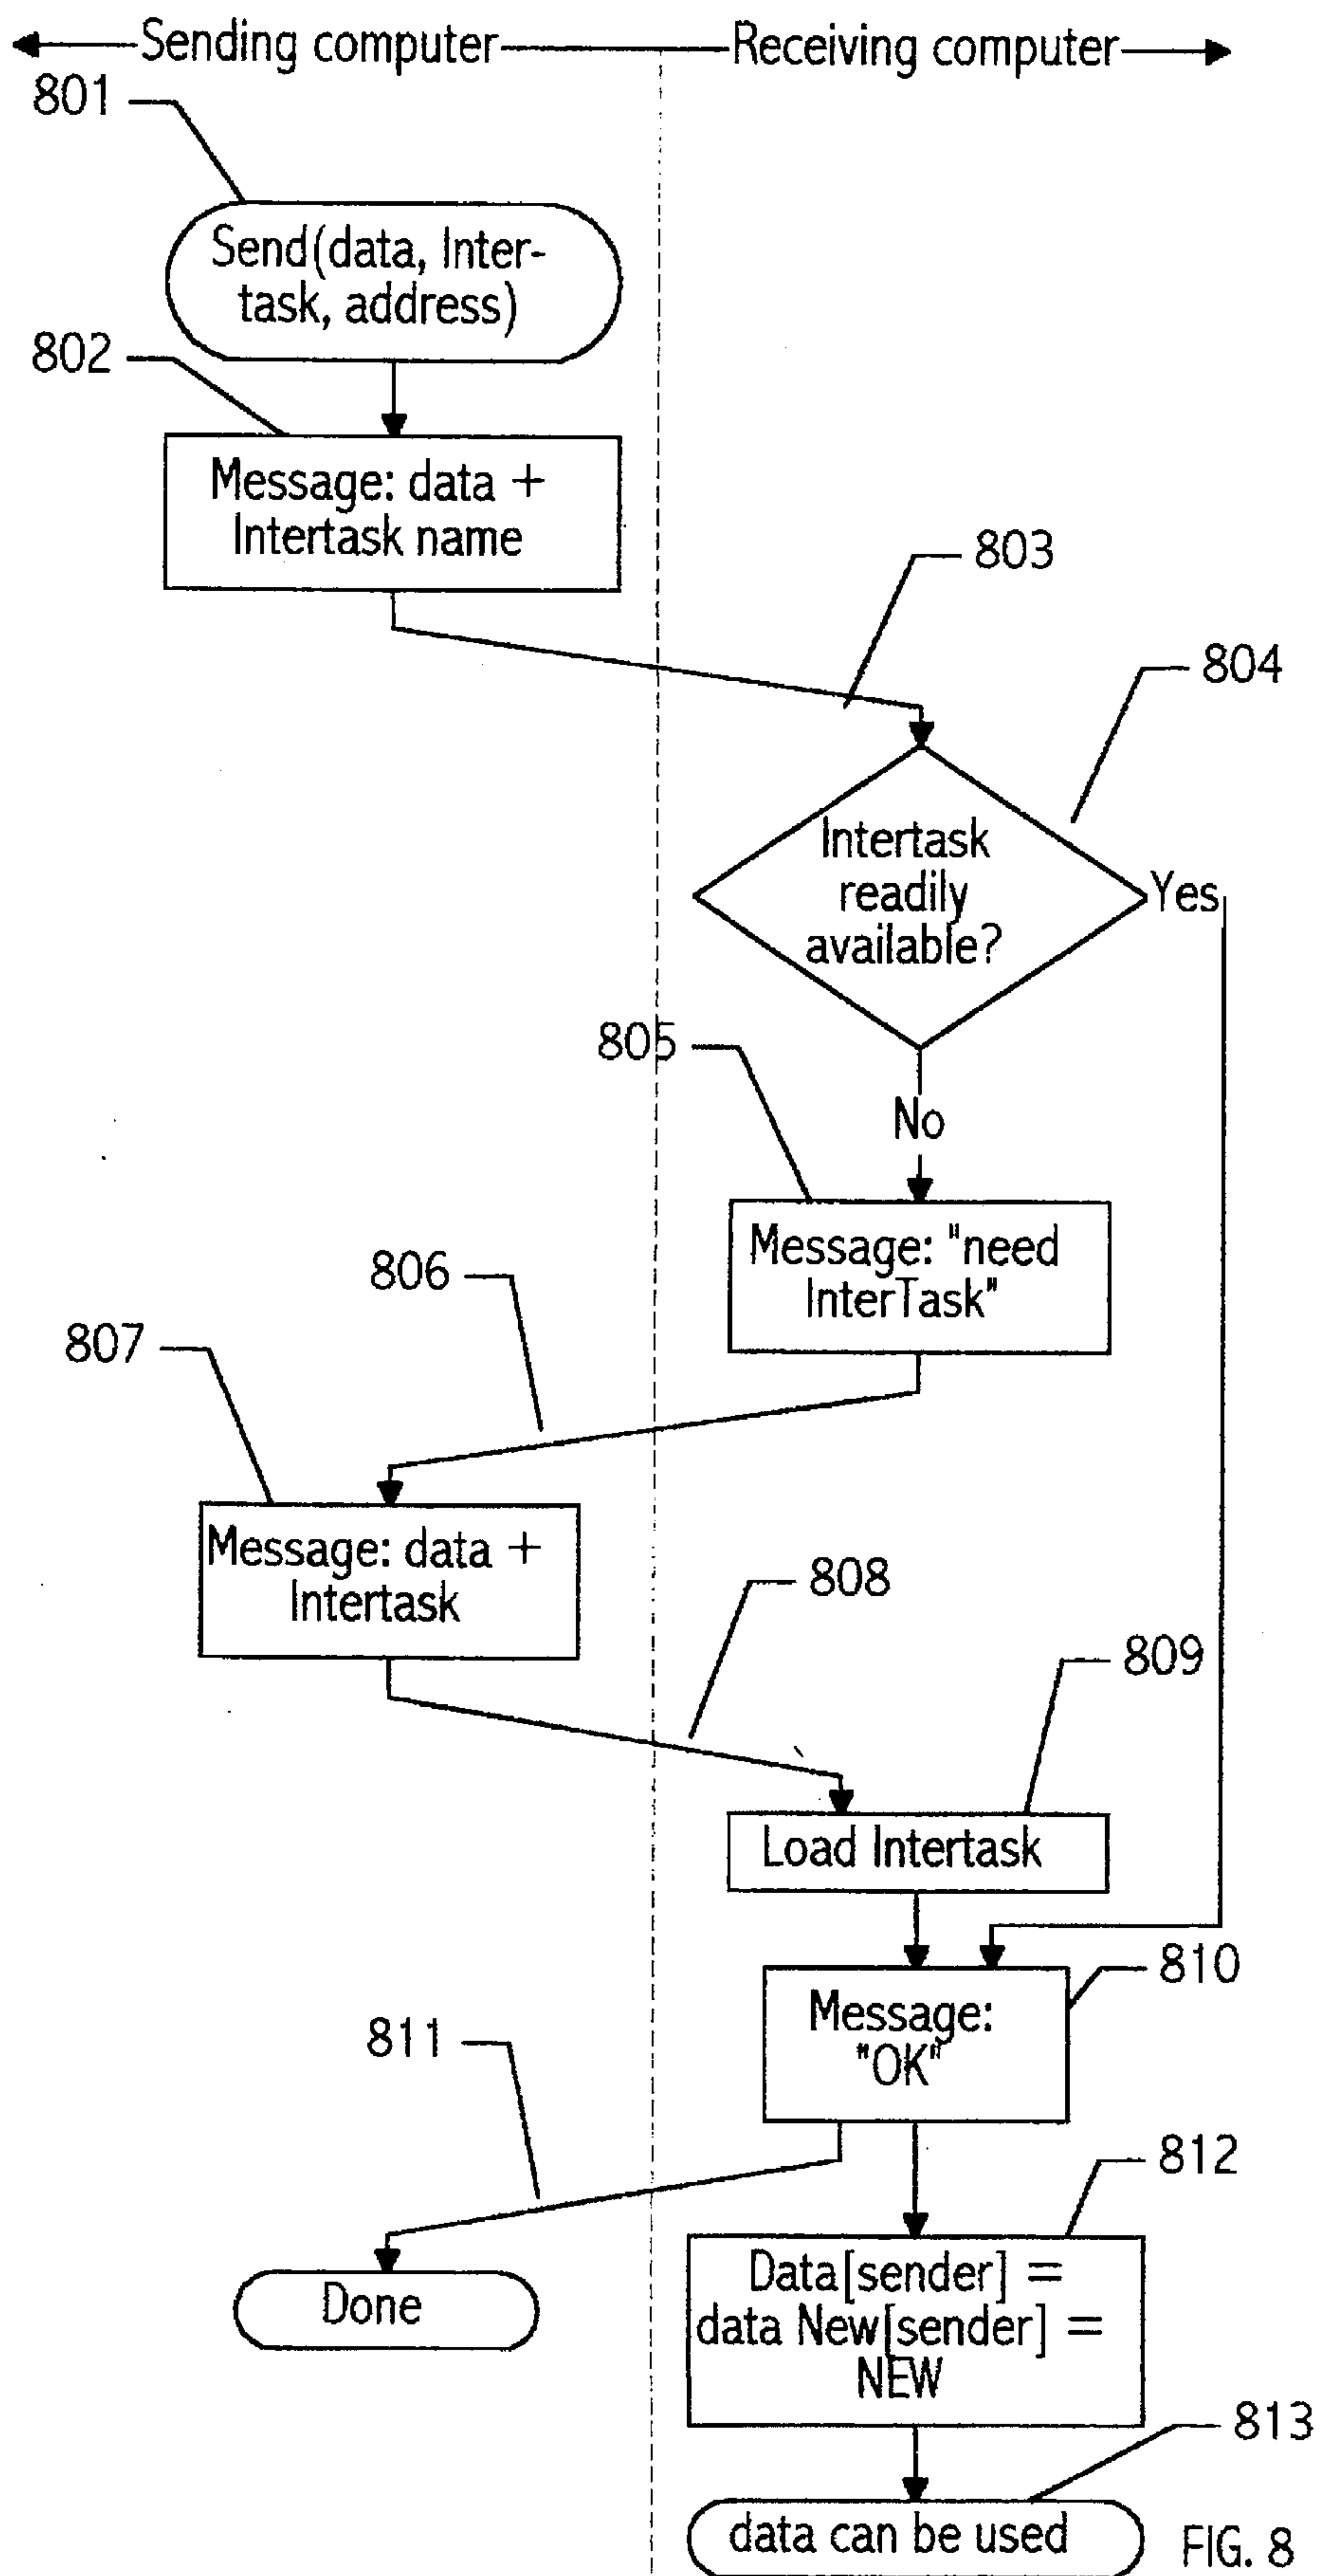 Sending computer
Receiving computer
801
Send(data, Inter-
task, address)
802
Message: data +
Intertask name
803
804
Intertask
readily
available?
Yes
805
No
Message: "need
InterTask"
806
807
Message: data +
Intertask
808
809
Load Intertask
810
Message:
"OK"
811
812
Done
Data[sender] =
data New[sender] =
NEW
813
data can be used
FIG. 8